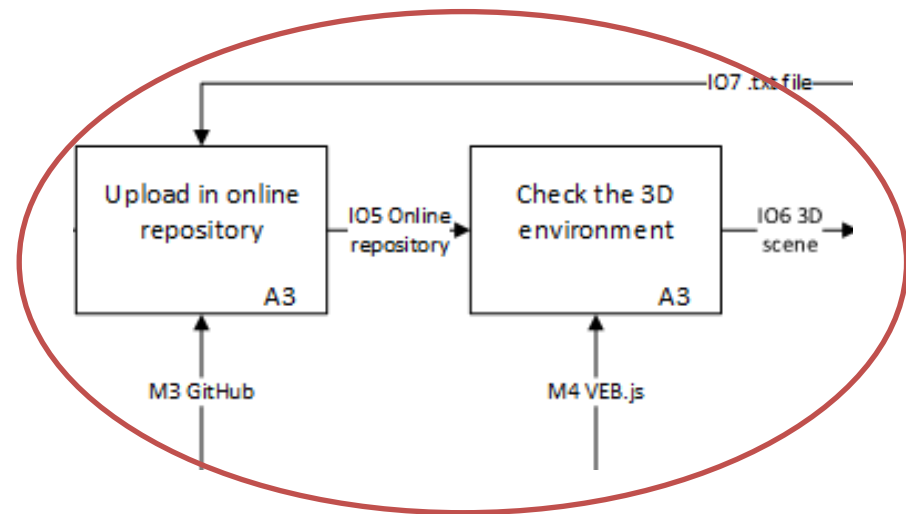 IO7 .txt file
Upload in online
repository
A3
IO5 Online
repository
Check the 3D
environment
A3
IO6 3D
scene
M3 GitHub
M4 VEB.js